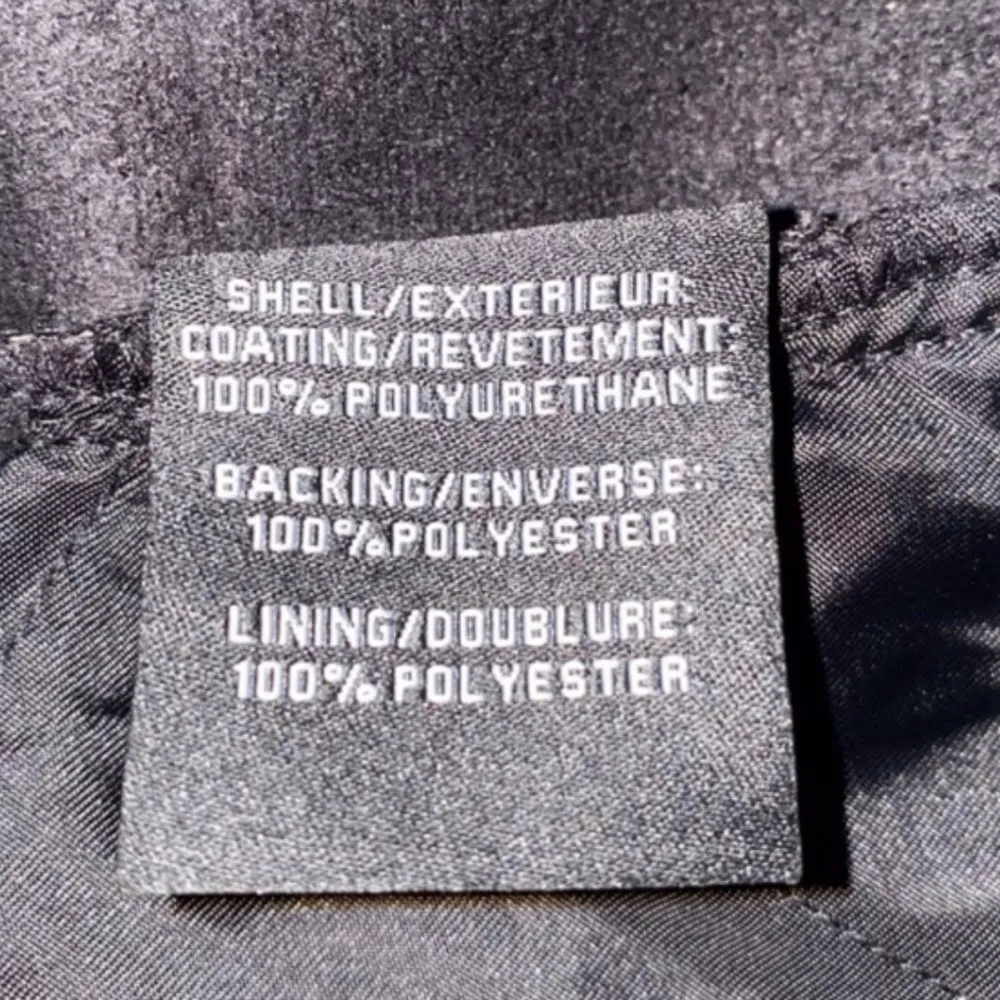 SHELL/EXTERIEUR:
COATING/REVETEMENT:
100% POLYURETHANE
BACKING/ENVERSE:
100% POLYESTER
LINING/DOUBLURE:
100% POLYESTER